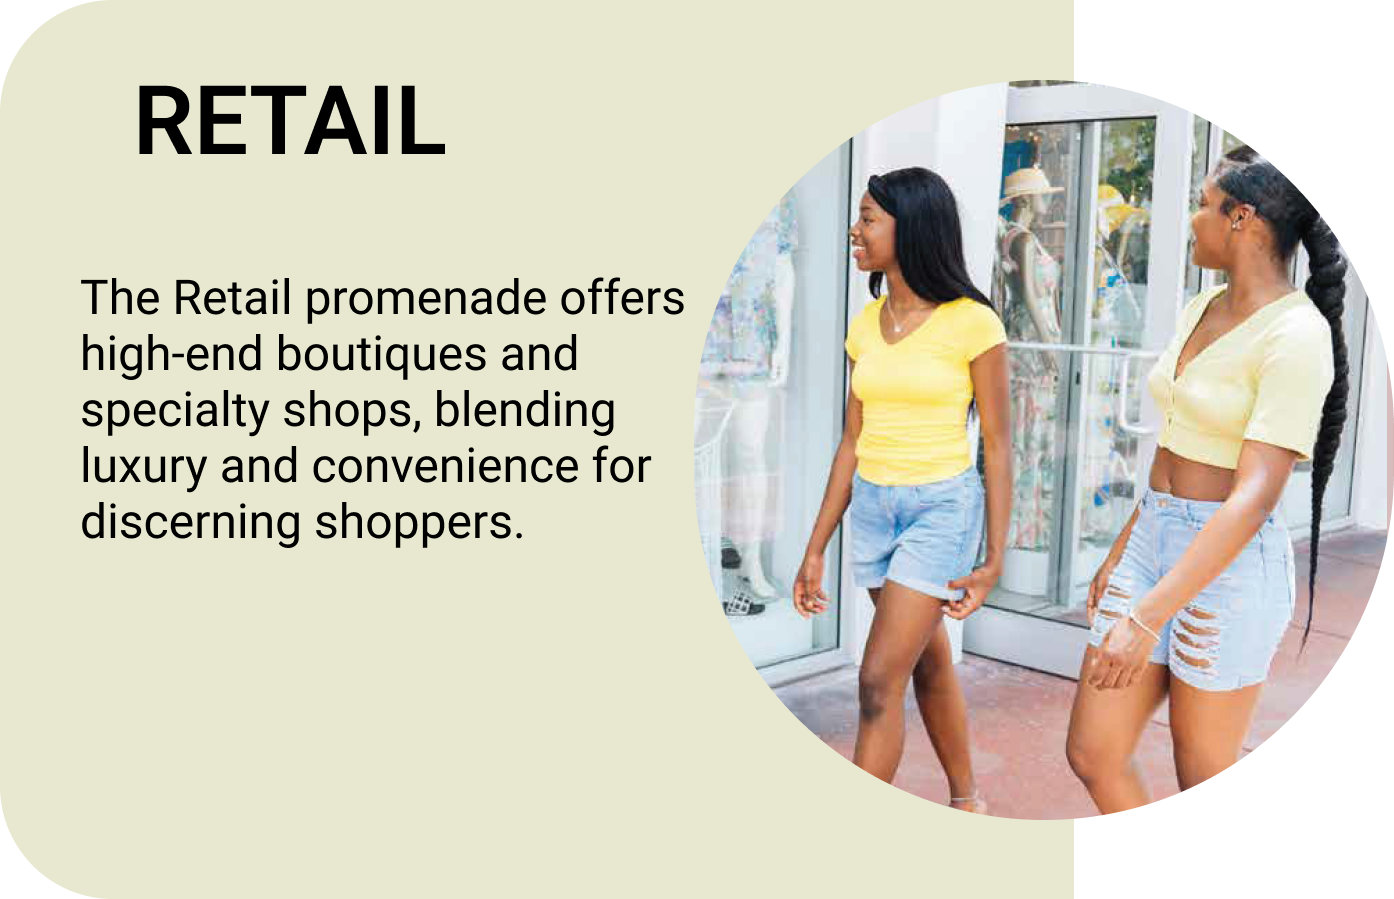 RETAIL
The Retail promenade offers
high-end boutiques and
specialty shops, blending
luxury and convenience for
discerning shoppers.